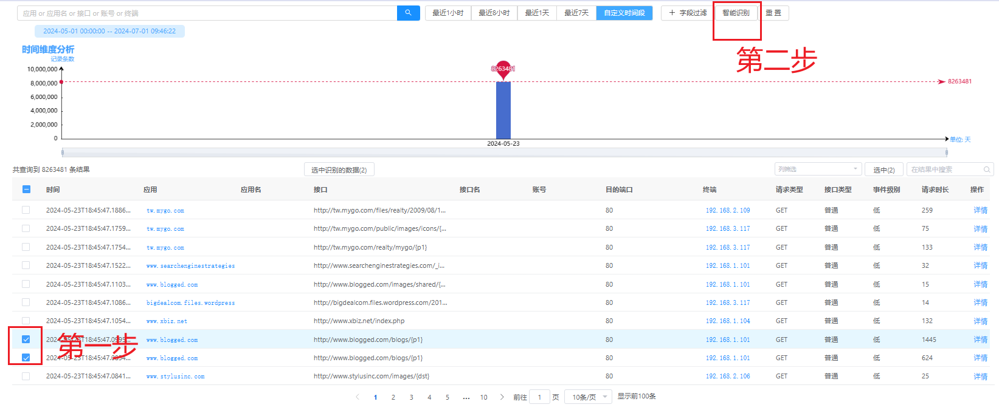 应用 or 应用名 or 接口 or 账号 or 终端 最近1小时 最近8小时 最近1天 最近7天 自定义时间段 + 字段过滤 智能识别 重 置
2024-05-01 00:00:00 -- 2024-07-01 09:46:22
第二步
时间维度分析
记录条数
10,000,000
8263481
8,000,000
8263481
6,000,000
4,000,000
2,000,000
0
单位: 天
2024-05-23
共查询到 8263481 条结果 选中识别的数据(2) 列筛选 选中(2) 在结果中搜索
时间 应用 应用名 接口 接口名 账号 目的端口 终端 请求类型 接口类型 事件级别 请求时长 操作
2024-05-23T18:45:47.1886... tw.mygo.com http://tw.mygo.com/files/realty/2009/08/1... 80 192.168.2.109 GET 普通 低 259 详情
2024-05-23T18:45:47.1759... tw.mygo.com http://tw.mygo.com/public/images/icons/{... 80 192.168.3.117 GET 普通 低 75 详情
2024-05-23T18:45:47.1754... tw.mygo.com http://tw.mygo.com/realty/mygo/{p1} 80 192.168.3.117 GET 普通 低 133 详情
2024-05-23T18:45:47.1522... www.searchenginestrategies http://www.searchenginestrategies.com/_i... 80 192.168.1.101 GET 普通 低 32 详情
2024-05-23T18:45:47.1103... www.blogged.com http://www.blogged.com/images/shared/{... 80 192.168.1.101 GET 普通 低 15 详情
2024-05-23T18:45:47.1086... bigdealcom.files.wordpress http://bigdealcom.files.wordpress.com/201... 80 192.168.3.117 GET 普通 低 14 详情
2024-05-23T18:45:47.1054... www.xbiz.net http://www.xbiz.net/index.php 80 192.168.1.104 GET 普通 低 132 详情
2024-05-23T18:45:47.0995... www.blogged.com http://www.blogged.com/blogs/{p1} 80 192.168.1.101 GET 普通 低 1445 详情
第一步
2024-05-23T18:45:47.0854... www.blogged.com http://www.blogged.com/blogs/{p1} 80 192.168.1.101 GET 普通 低 624 详情
2024-05-23T18:45:47.0841... www.stylusinc.com http://www.stylusinc.com/images/{dst} 80 192.168.2.106 GET 普通 低 25 详情
< 1 2 3 4 5 ... 10 > 前往 1 页 10条/页 显示前100条